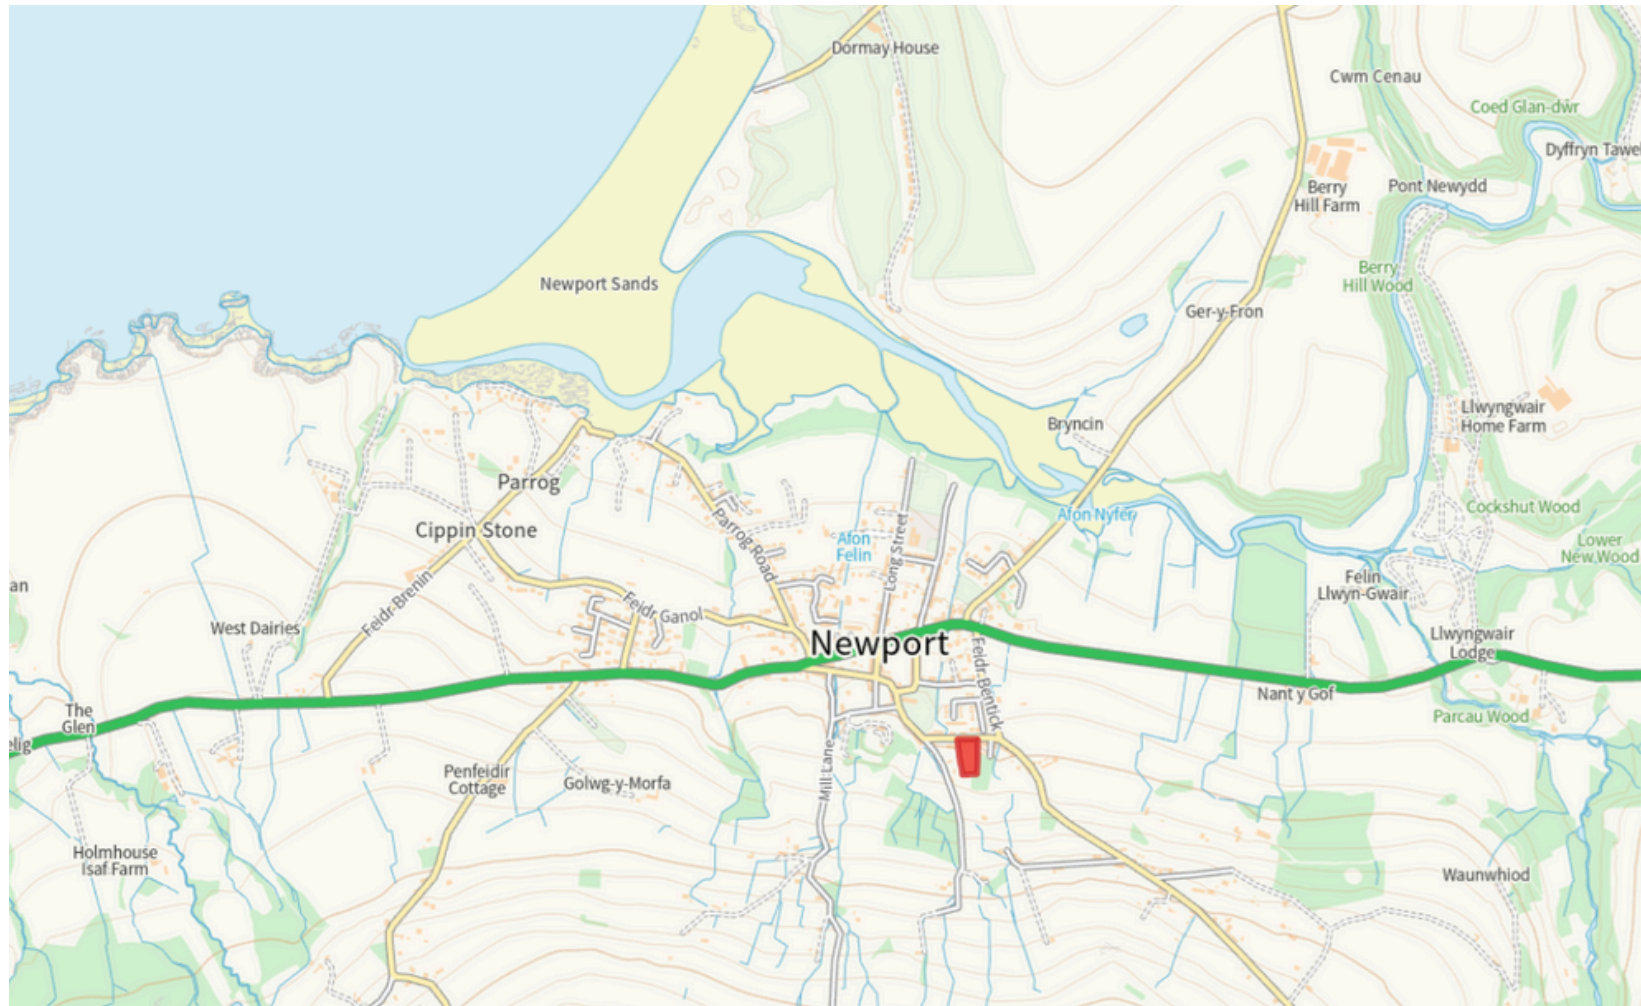 Dormay House
Cwm Cenau
Coed Glan-dŵr
Dyffryn Tawel
Pont Newydd
Berry
Hill Farm
Newport Sands
Berry
Hill Wood
Ger-y-Fron
Llwyngwair
Home Farm
Bryncin
Parrog
Cockshut Wood
Afon Nyfer
Cippin Stone
Parrog Road
Afon
Felin
Long Street
Lower
New Wood
an
Felin
Llwyn-Gwair
Feidr-Brenin
Feidr Ganol
West Dairies
Newport
Llwyngwair
Lodge
Feidr Bentick
Nant y Gof
The
Glen
Parcau Wood
elig
Mill Lane
Penfeidir
Cottage
Golwg-y-Morfa
Holmhouse
Isaf Farm
Waunwhiod